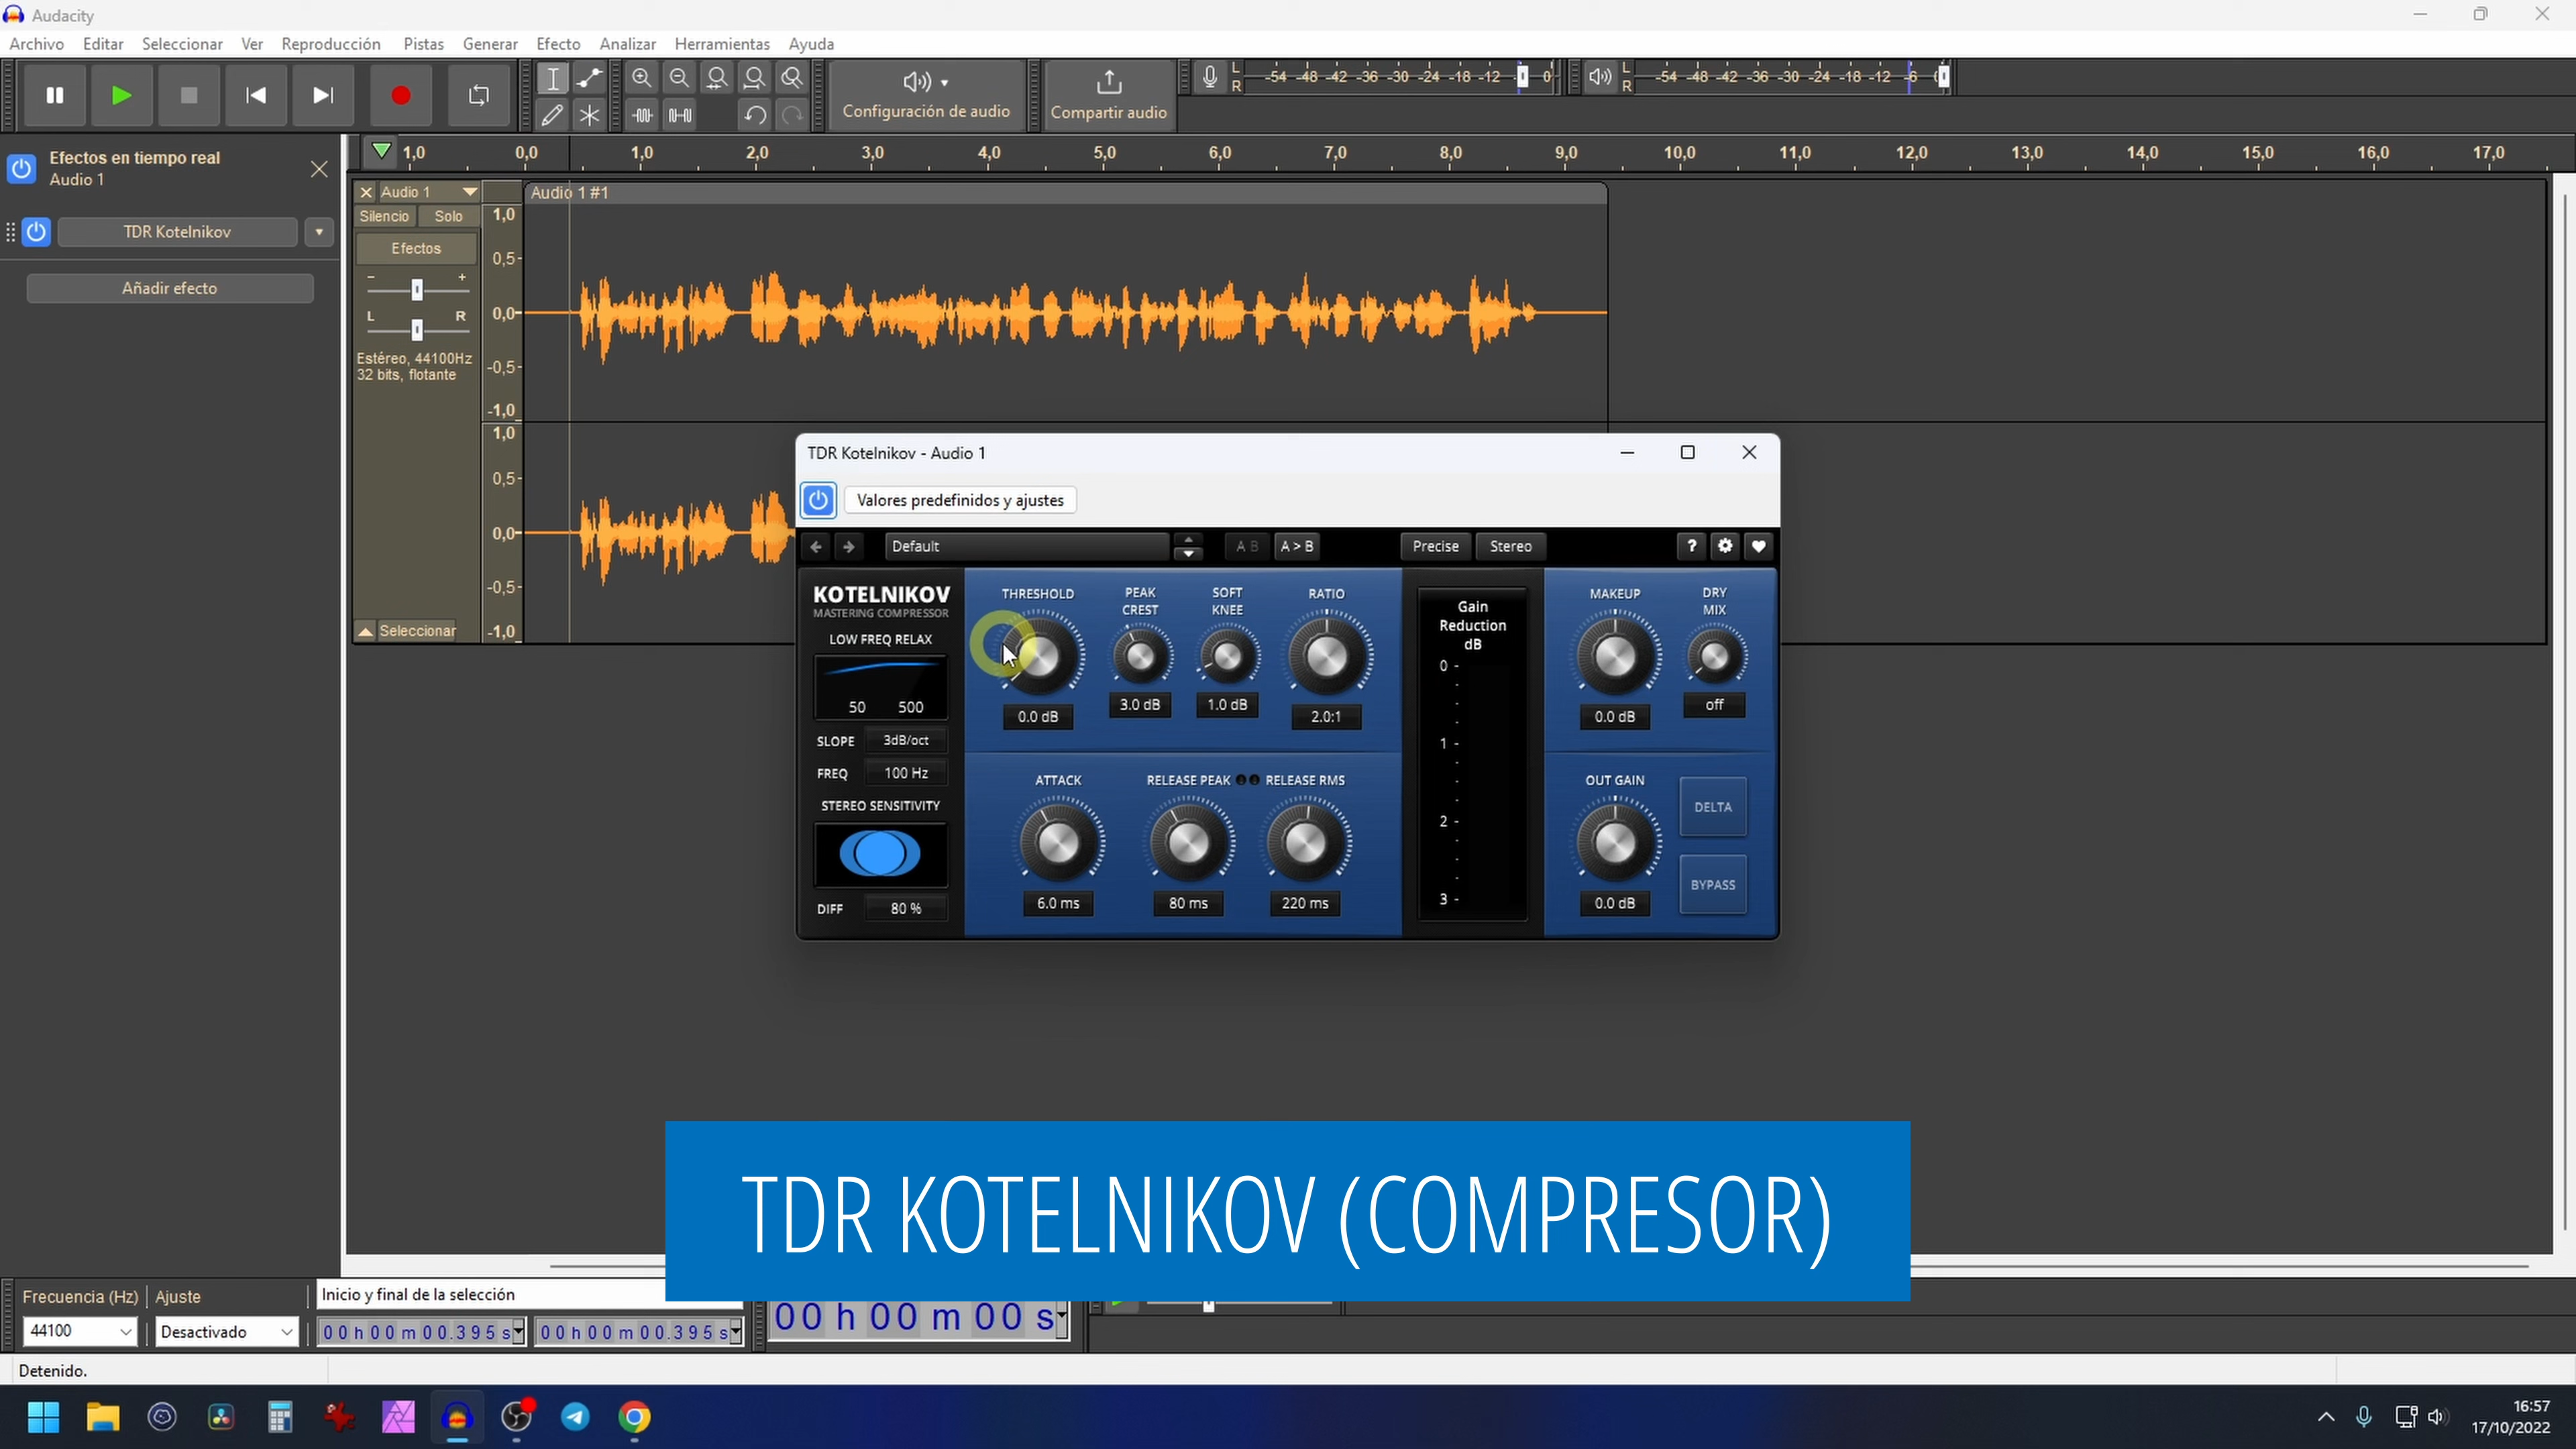 Audacity
Archivo Editar Seleccionar Ver Reproducción Pistas Generar Efecto Analizar Herramientas Ayuda
Configuración de audio
Compartir audio
L
R
-54 -48 -42 -36 -30 -24 -18 -12 0
L
R
-54 -48 -42 -36 -30 -24 -18 -12 -6
Efectos en tiempo real
Audio 1
1,0 0,0 1,0 2,0 3,0 4,0 5,0 6,0 7,0 8,0 9,0 10,0 11,0 12,0 13,0 14,0 15,0 16,0 17,0
TDR Kotelnikov
Añadir efecto
Audio 1
Silencio Solo
Efectos
- +
L R
Estéreo, 44100Hz
32 bits, flotante
Seleccionar
Audio 1 #1
1,0
0,5-
0,0-
-0,5-
-1,0
1,0
0,5-
0,0-
-0,5-
-1,0
TDR Kotelnikov - Audio 1
Valores predefinidos y ajustes
Default
A B
A > B
Precise
Stereo
?
KOTELNIKOV
MASTERING COMPRESSOR
LOW FREQ RELAX
50 500
SLOPE 3dB/oct
FREQ 100 Hz
STEREO SENSITIVITY
DIFF 80 %
THRESHOLD
0.0 dB
PEAK
CREST
3.0 dB
SOFT
KNEE
1.0 dB
RATIO
2.0:1
ATTACK
6.0 ms
RELEASE PEAK
80 ms
RELEASE RMS
220 ms
Gain
Reduction
dB
0 -
1 -
2 -
3 -
MAKEUP
0.0 dB
DRY
MIX
off
OUT GAIN
0.0 dB
DELTA
BYPASS
TDR KOTELNIKOV (COMPRESOR)
Frecuencia (Hz)
44100
Ajuste
Desactivado
Inicio y final de la selección
00 h 00 m 00.395 s
00 h 00 m 00.395 s
00 h 00 m 00 s
Detenido.
16:57
17/10/2022